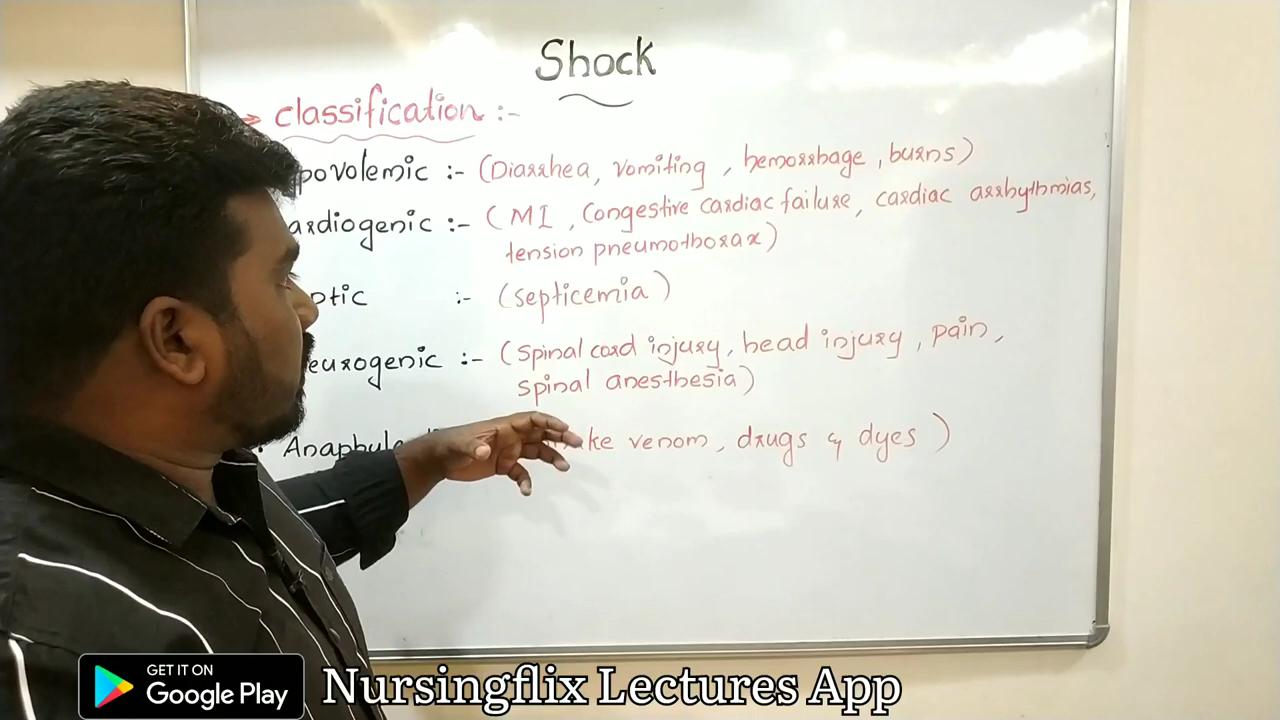 Shock
classification :-
povolemic :- (Diarrhea, vomiting, hemorrhage, burns)
ardiogenic :- (MI, Congestive cardiac failure, cardiac arrhythmias,
tension pneumothorax)
ptic :- (septicemia)
eurogenic :- (spinal cord injury, head injury, pain,
spinal anesthesia)
• Anaphyl ake venom, drugs & dyes)
GET IT ON
Google Play
Nursingflix Lectures App